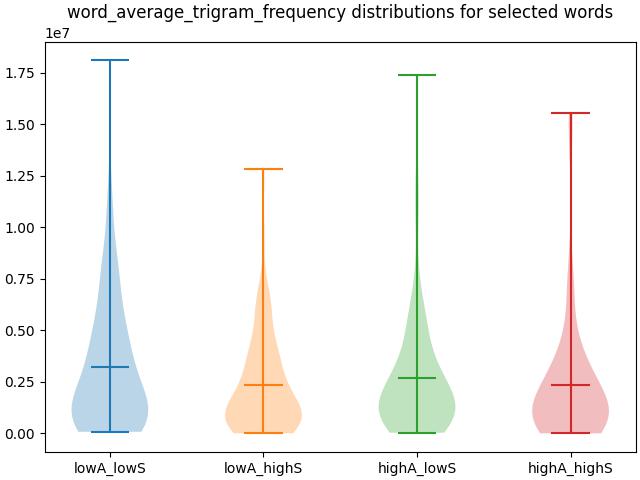 word_average_trigram_frequency distributions for selected words
1e7
1.75
1.50
1.25
1.00
0.75
0.50
0.25
0.00
lowA_lowS lowA_highS highA_lowS highA_highS